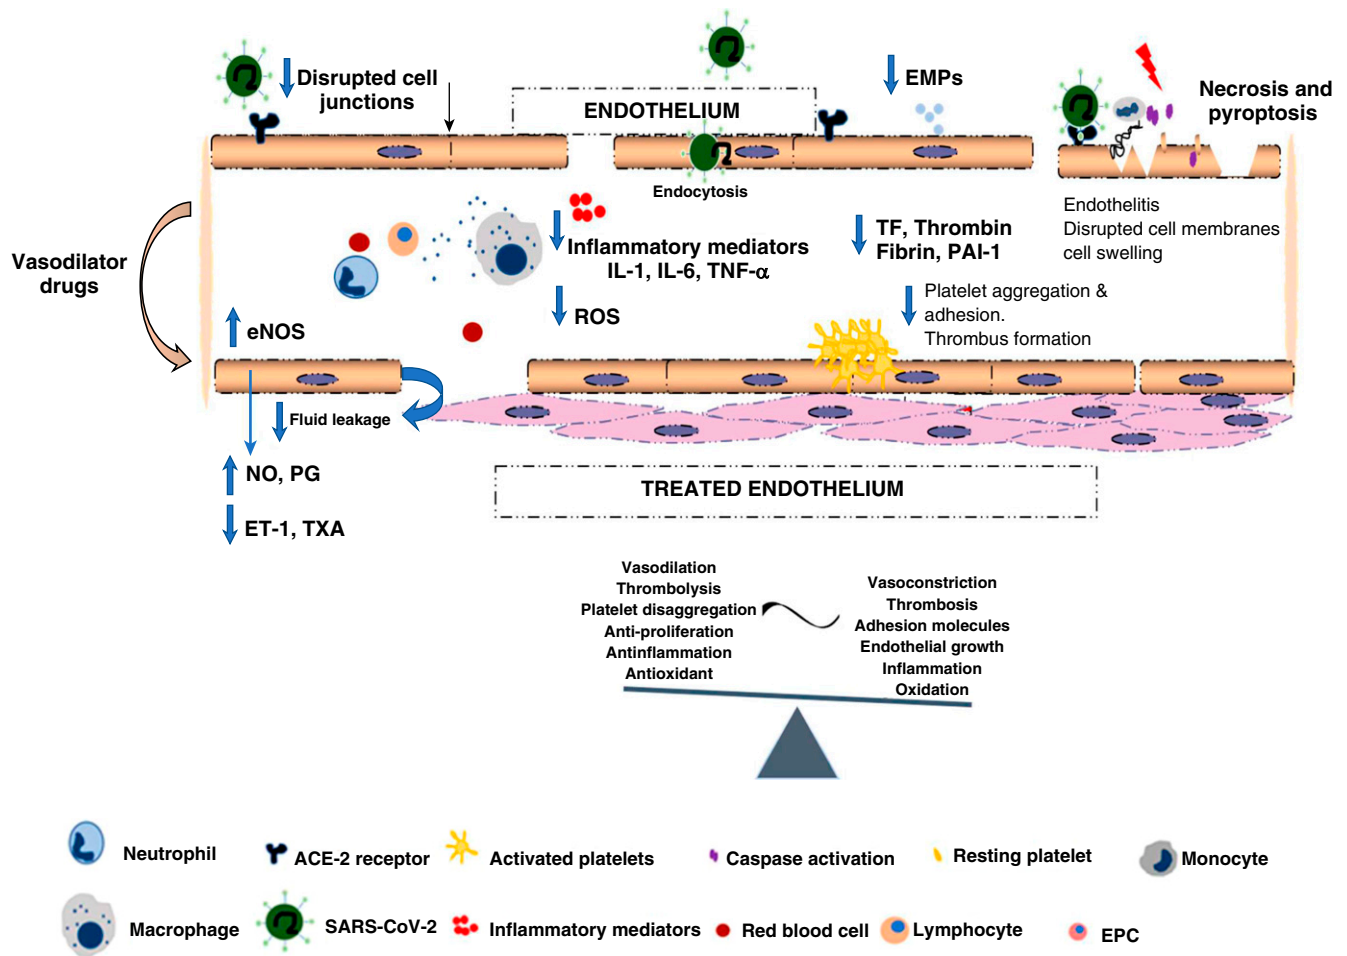 Disrupted cell
junctions
ENDOTHELIUM
EMPs
Necrosis and
pyroptosis
Endocytosis
Vasodilator
drugs
Inflammatory mediators
IL-1, IL-6, TNF-α
ROS
TF, Thrombin
Fibrin, PAI-1
Endothelitis
Disrupted cell membranes
cell swelling
Platelet aggregation &
adhesion.
Thrombus formation
eNOS
Fluid leakage
NO, PG
ET-1, TXA
TREATED ENDOTHELIUM
Vasodilation
Thrombolysis
Platelet disaggregation
Anti-proliferation
Antinflammation
Antioxidant
Vasoconstriction
Thrombosis
Adhesion molecules
Endothelial growth
Inflammation
Oxidation
Neutrophil
ACE-2 receptor
Activated platelets
Caspase activation
Resting platelet
Monocyte
Macrophage
SARS-CoV-2
Inflammatory mediators
Red blood cell
Lymphocyte
EPC